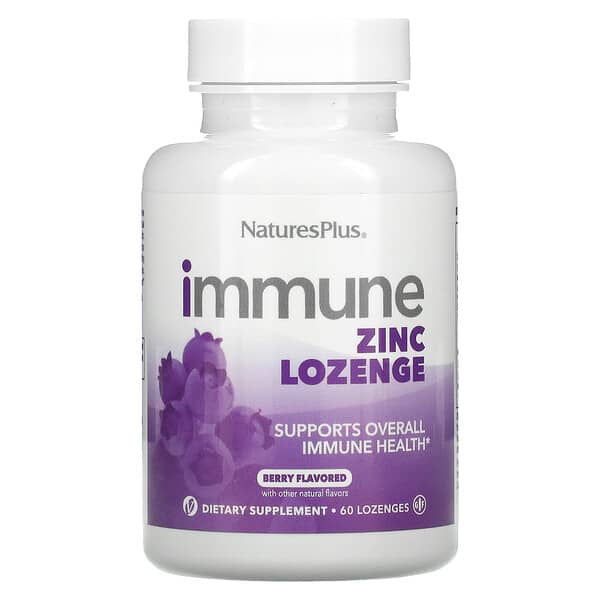 NaturesPlus®
immune
ZINC
LOZENGE
SUPPORTS OVERALL
IMMUNE HEALTH*
BERRY FLAVORED
with other natural flavors
DIETARY SUPPLEMENT • 60 LOZENGES